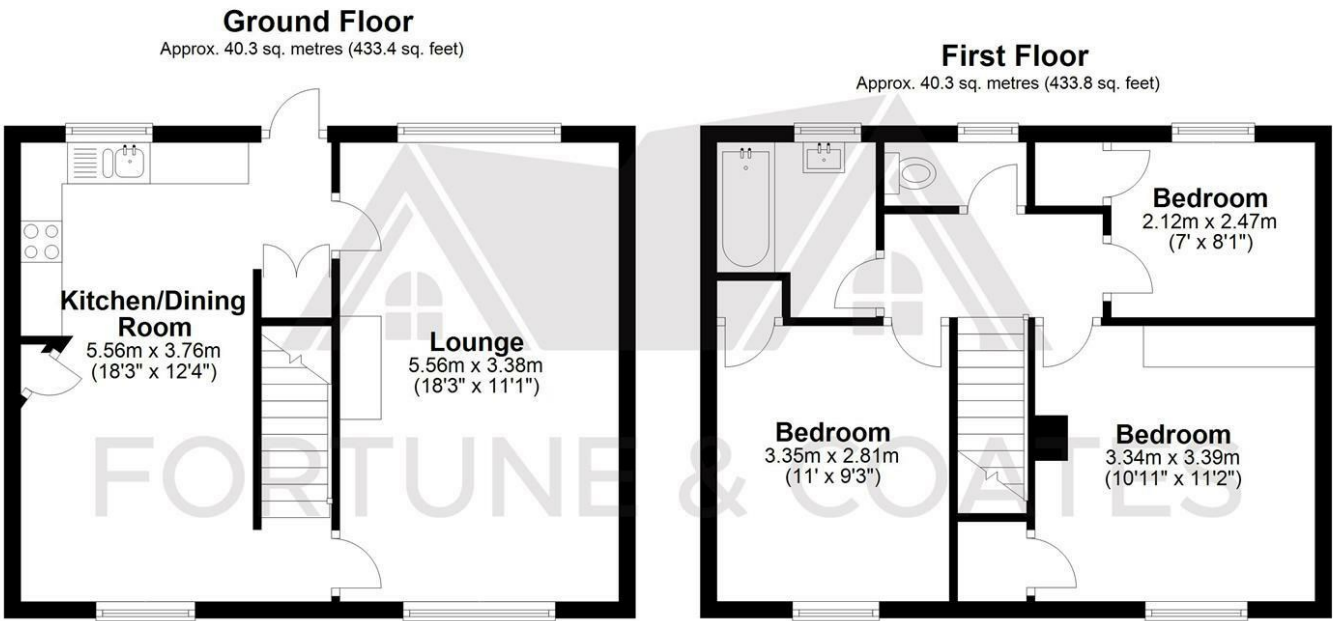 Ground Floor
Approx. 40.3 sq. metres (433.4 sq. feet)
First Floor
Approx. 40.3 sq. metres (433.8 sq. feet)
Kitchen/Dining
Room
5.56m x 3.76m
(18'3" x 12'4")
Lounge
5.56m x 3.38m
(18'3" x 11'1")
Bedroom
2.12m x 2.47m
(7' x 8'1")
Bedroom
3.35m x 2.81m
(11' x 9'3")
Bedroom
3.34m x 3.39m
(10'11" x 11'2")
FORTUNE & COATES